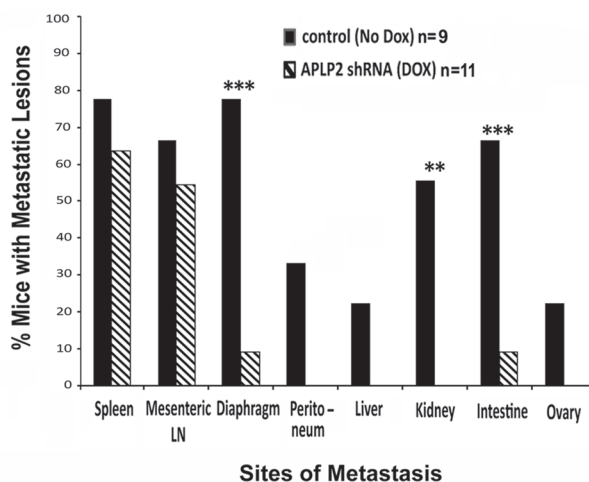 100
90
80
70
60
50
40
30
20
10
0
% Mice with Metastatic Lesions
control (No Dox) n=9
APLP2 shRNA (DOX) n=11
***
**
***
Spleen Mesenteric Diaphragm Perito – Liver Kidney Intestine Ovary
LN neum
Sites of Metastasis